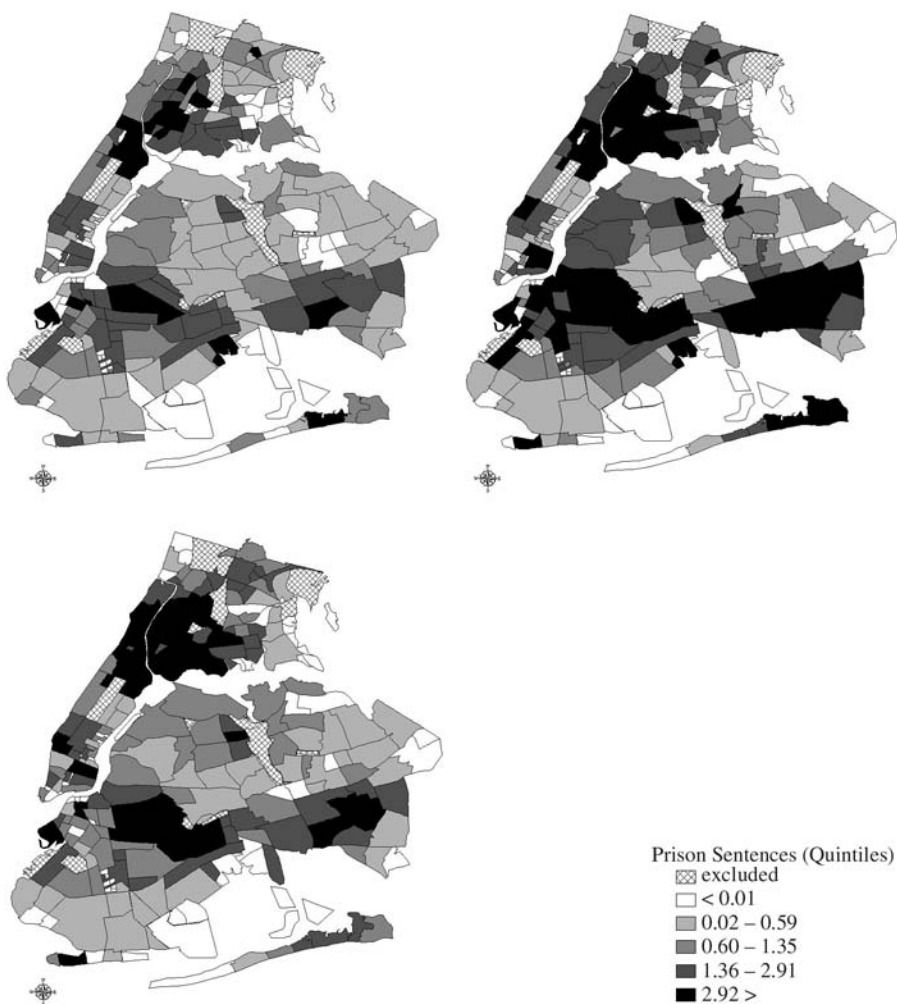 Prison Sentences (Quintiles)
excluded
< 0.01
0.02 – 0.59
0.60 – 1.35
1.36 – 2.91
2.92 >